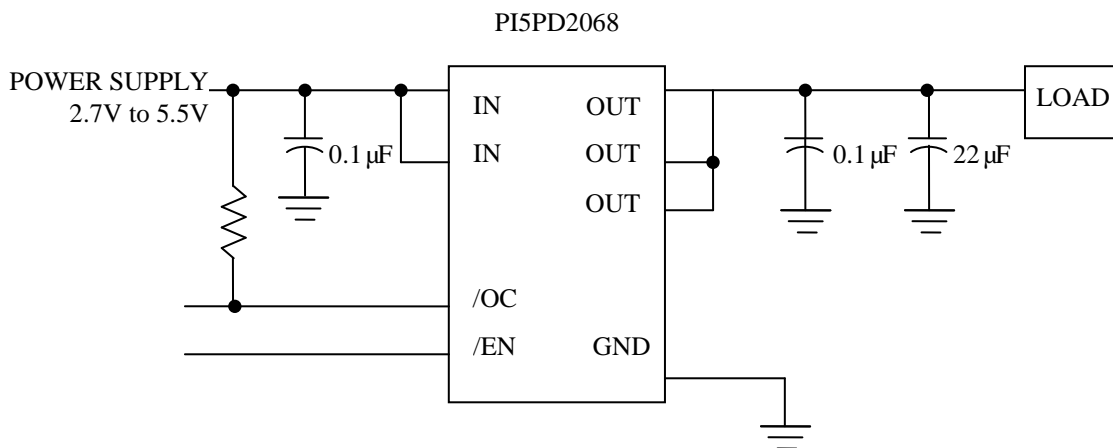 PI5PD2068
POWER SUPPLY
2.7V to 5.5V
IN
OUT
LOAD
0.1 µF
IN
OUT
0.1 µF
22 µF
OUT
/OC
/EN
GND